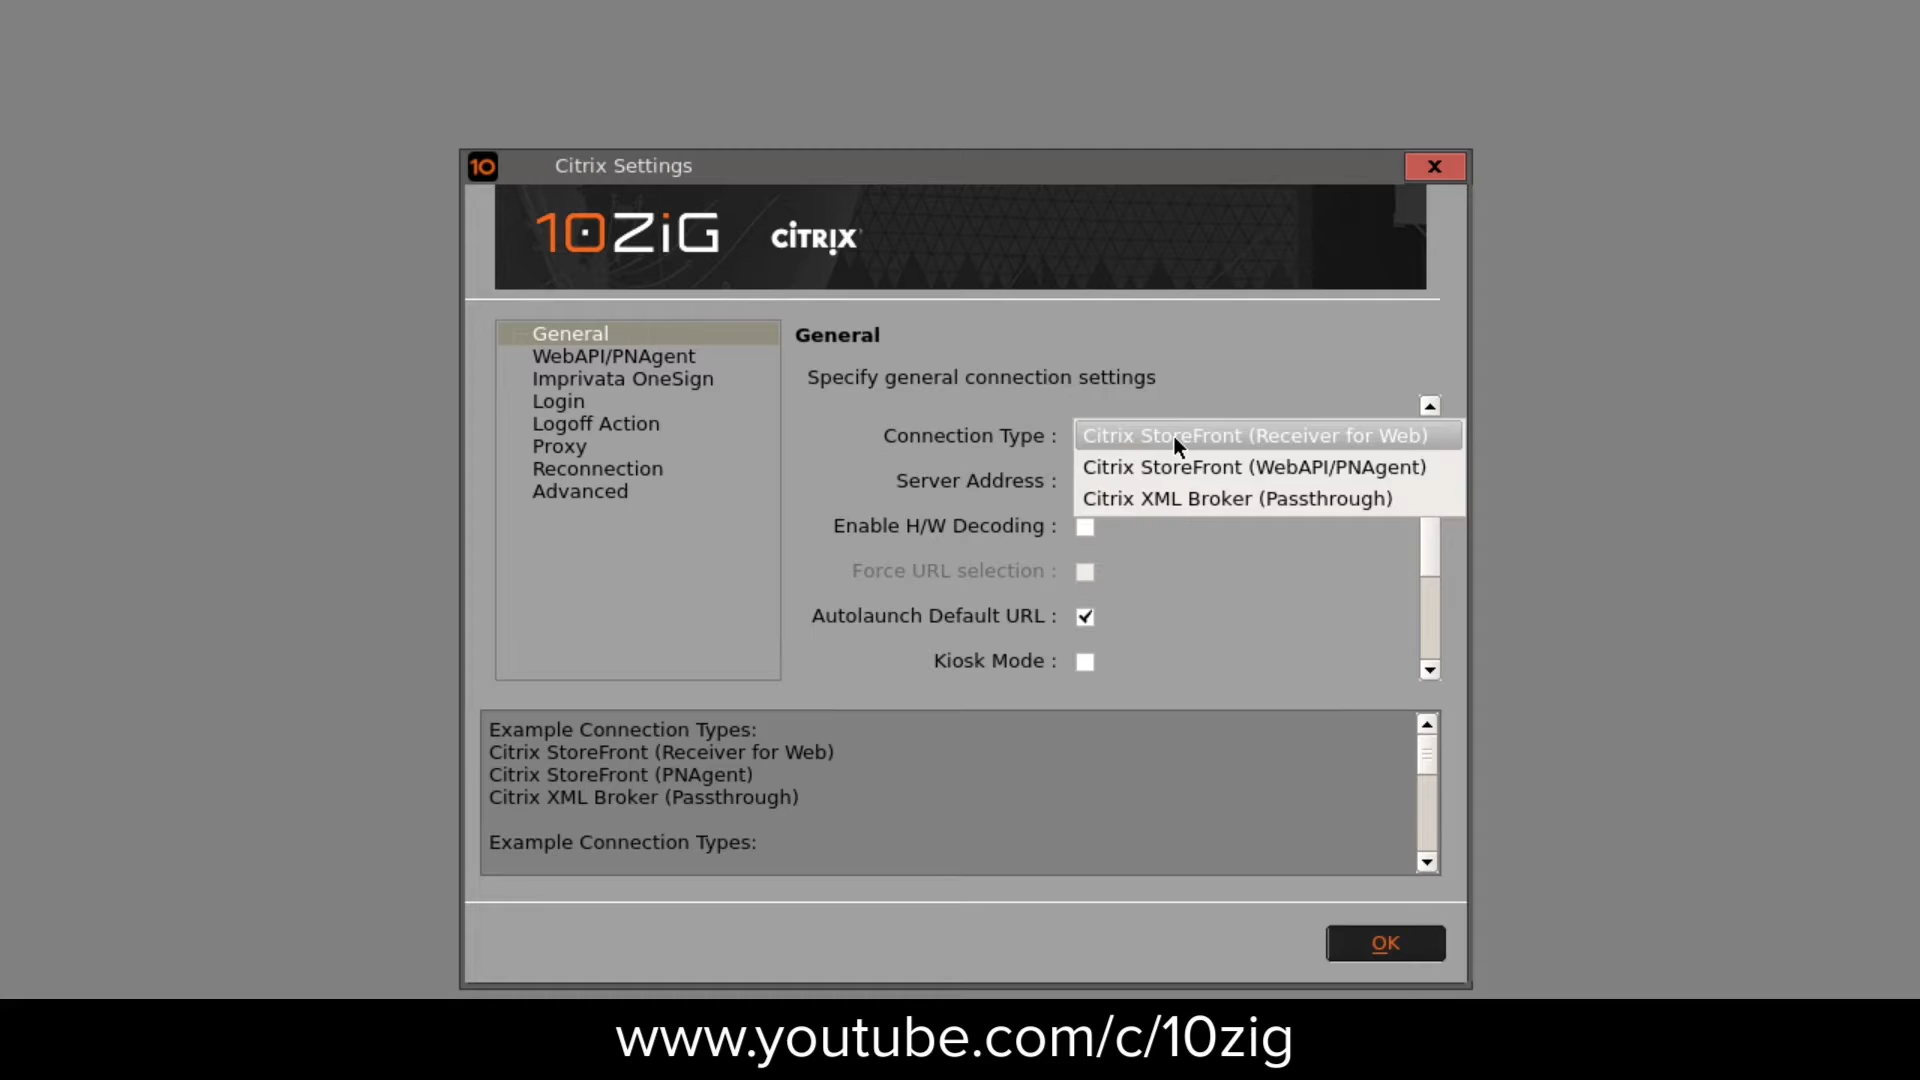 10 Citrix Settings X
10ZiG CiTRIX
General
WebAPI/PNAgent
Imprivata OneSign
Login
Logoff Action
Proxy
Reconnection
Advanced
General
Specify general connection settings
Connection Type :
Citrix StoreFront (Receiver for Web)
Citrix StoreFront (WebAPI/PNAgent)
Citrix XML Broker (Passthrough)
Server Address :
Enable H/W Decoding :
Force URL selection :
Autolaunch Default URL :
Kiosk Mode :
Example Connection Types:
Citrix StoreFront (Receiver for Web)
Citrix StoreFront (PNAgent)
Citrix XML Broker (Passthrough)
Example Connection Types:
OK
www.youtube.com/c/10zig